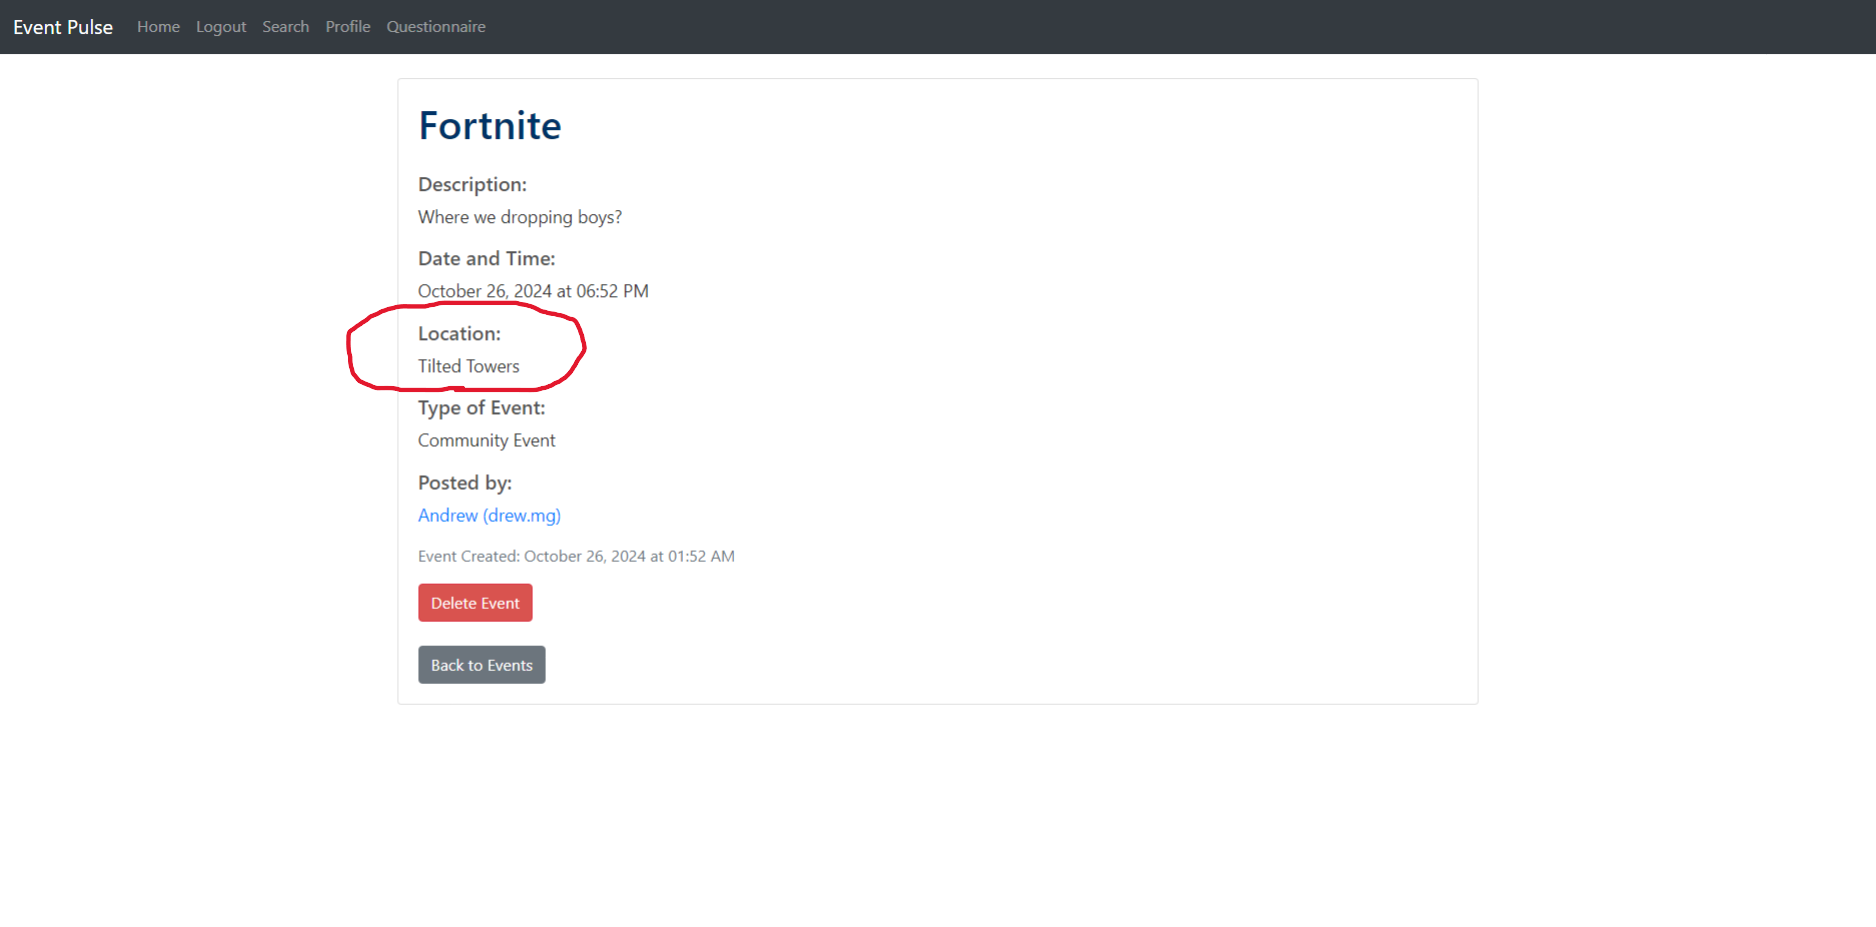 Event Pulse Home Logout Search Profile Questionnaire
Fortnite
Description:
Where we dropping boys?
Date and Time:
October 26, 2024 at 06:52 PM
Location:
Tilted Towers
Type of Event:
Community Event
Posted by:
Andrew (drew.mg)
Event Created: October 26, 2024 at 01:52 AM
Delete Event
Back to Events